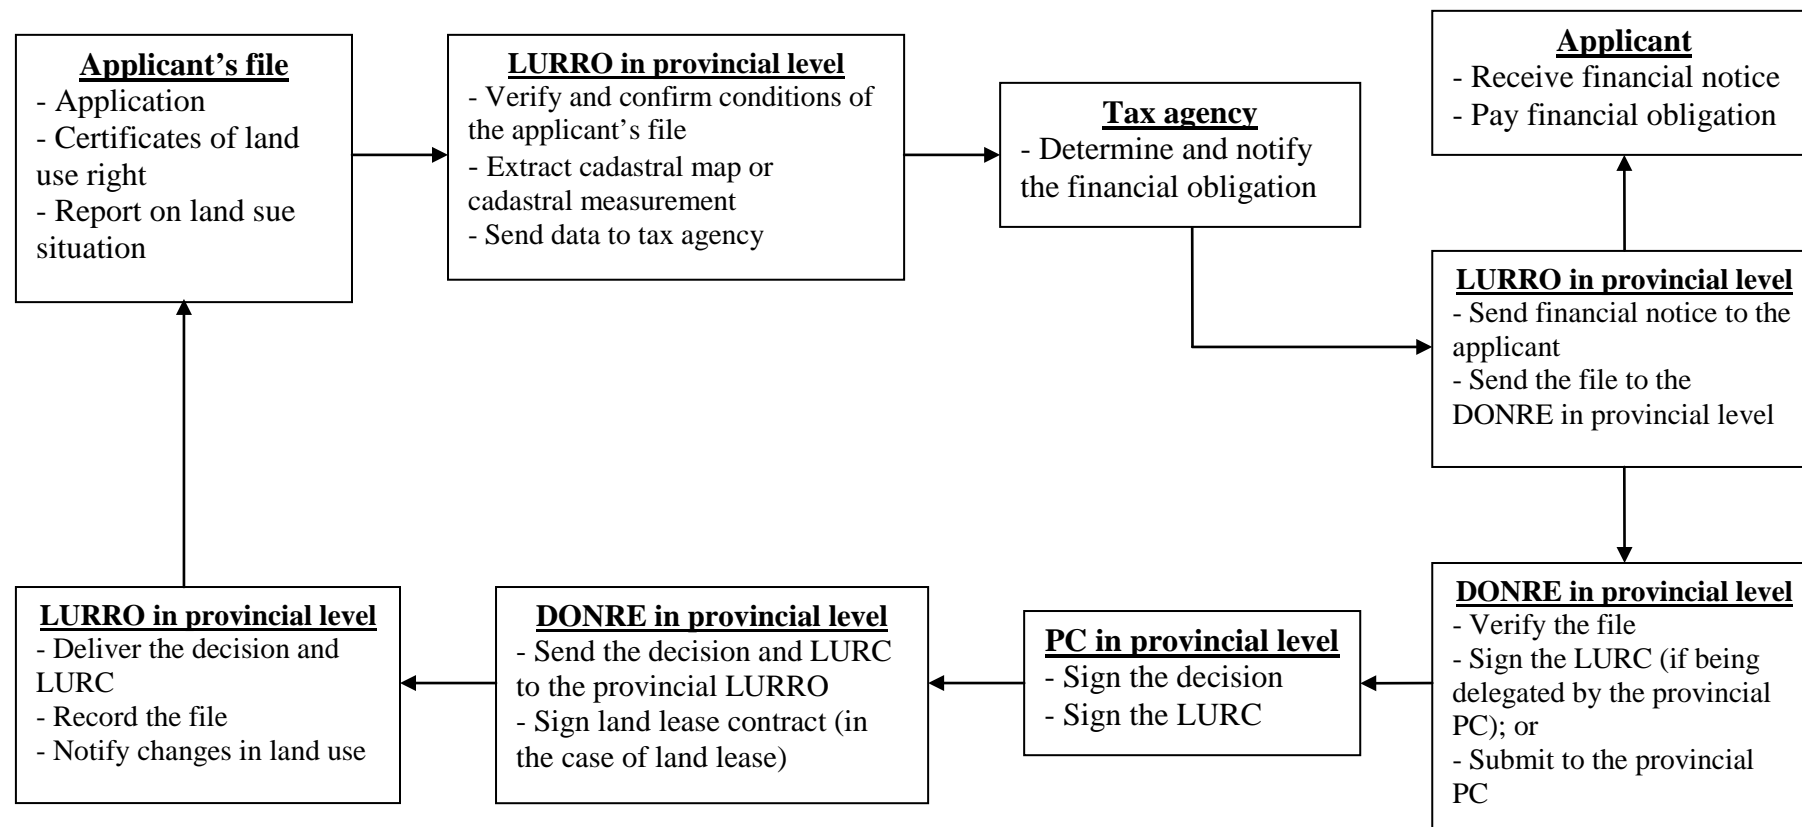 Applicant’s file
- Application
- Certificates of land
use right
- Report on land sue
situation
LURRO in provincial level
- Verify and confirm conditions of
the applicant’s file
- Extract cadastral map or
cadastral measurement
- Send data to tax agency
Tax agency
- Determine and notify
the financial obligation
Applicant
- Receive financial notice
- Pay financial obligation
LURRO in provincial level
- Send financial notice to the
applicant
- Send the file to the
DONRE in provincial level
DONRE in provincial level
- Verify the file
- Sign the LURC (if being
delegated by the provincial
PC); or
- Submit to the provincial
PC
PC in provincial level
- Sign the decision
- Sign the LURC
DONRE in provincial level
- Send the decision and LURC
to the provincial LURRO
- Sign land lease contract (in
the case of land lease)
LURRO in provincial level
- Deliver the decision and
LURC
- Record the file
- Notify changes in land use